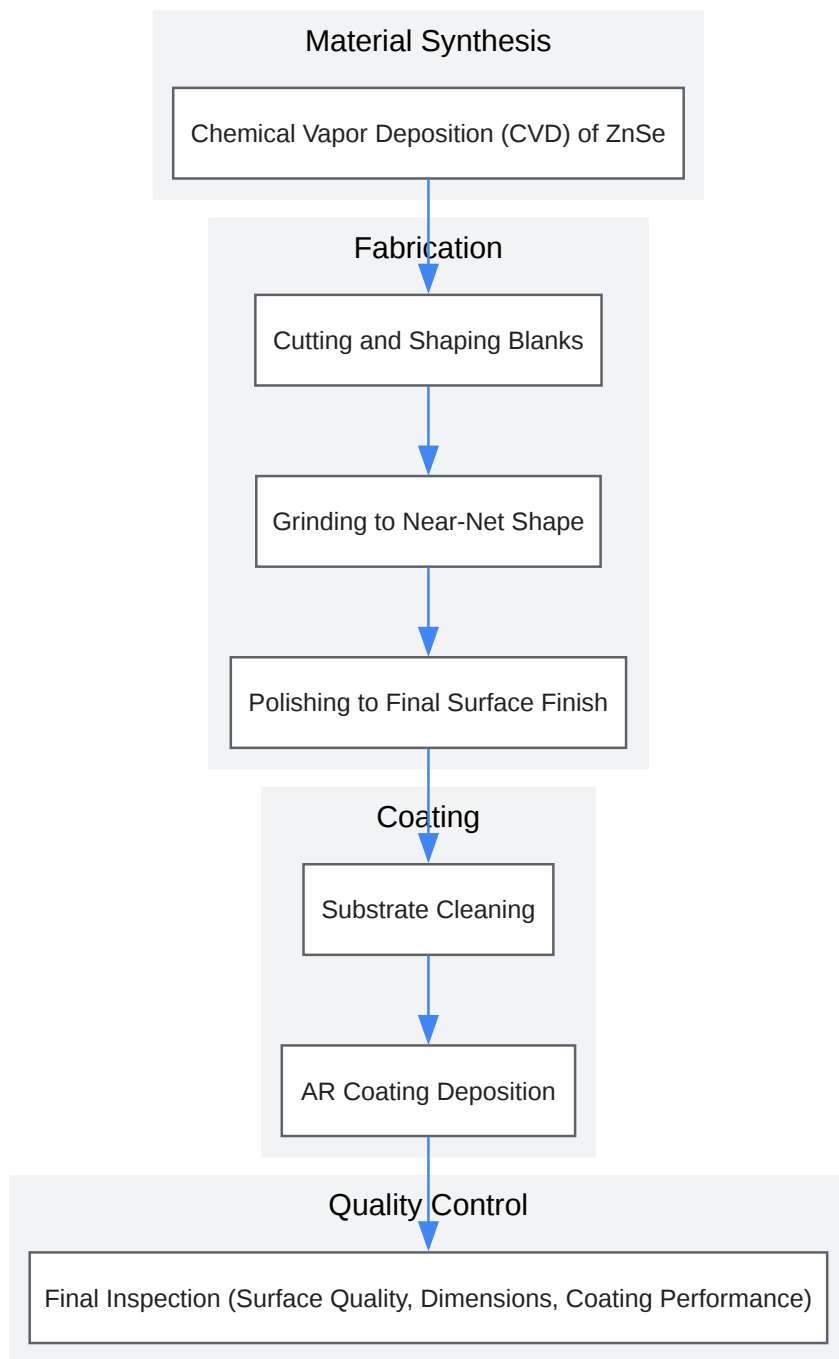 Material Synthesis
Chemical Vapor Deposition (CVD) of ZnSe
Fabrication
Cutting and Shaping Blanks
Grinding to Near-Net Shape
Polishing to Final Surface Finish
Coating
Substrate Cleaning
AR Coating Deposition
Quality Control
Final Inspection (Surface Quality, Dimensions, Coating Performance)